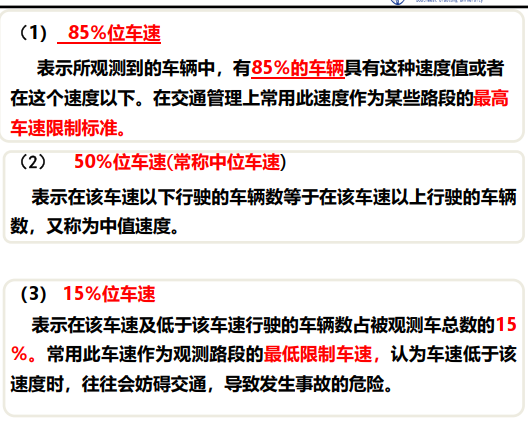 （1） 85%位车速
表示所观测到的车辆中，有85%的车辆具有这种速度值或者
在这个速度以下。在交通管理上常用此速度作为某些路段的最高
车速限制标准。
（2） 50%位车速(常称中位车速)
表示在该车速以下行驶的车辆数等于在该车速以上行驶的车辆
数，又称为中值速度。
（3） 15%位车速
表示在该车速及低于该车速行驶的车辆数占被观测车总数的15
%。常用此车速作为观测路段的最低限制车速，认为车速低于该
速度时，往往会妨碍交通，导致发生事故的危险。